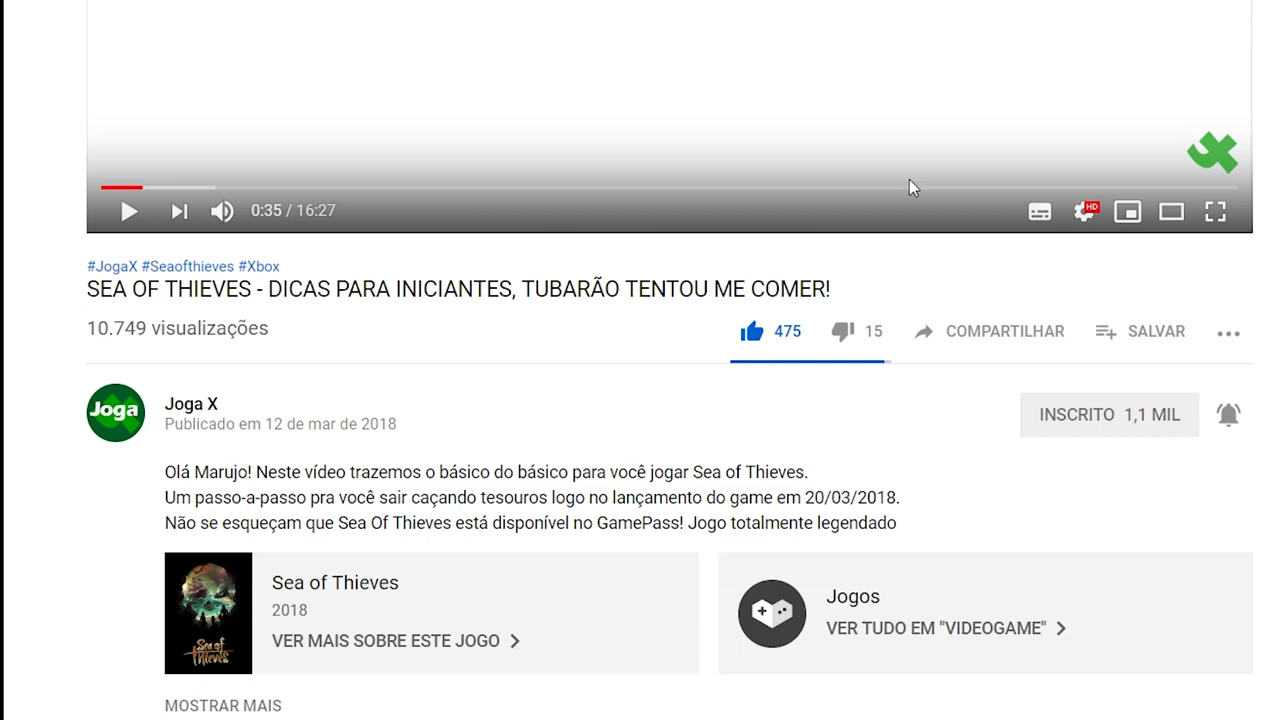 0:35 / 16:27
HD
#JogaX #Seaofthieves #Xbox
SEA OF THIEVES - DICAS PARA INICIANTES, TUBARÃO TENTOU ME COMER!
10.749 visualizações
475
15
COMPARTILHAR
SALVAR
Joga
Joga X
Publicado em 12 de mar de 2018
INSCRITO 1,1 MIL
Olá Marujo! Neste vídeo trazemos o básico do básico para você jogar Sea of Thieves.
Um passo-a-passo pra você sair caçando tesouros logo no lançamento do game em 20/03/2018.
Não se esqueçam que Sea Of Thieves está disponível no GamePass! Jogo totalmente legendado
Sea of
Thieves
Sea of Thieves
2018
VER MAIS SOBRE ESTE JOGO
Jogos
VER TUDO EM "VIDEOGAME"
MOSTRAR MAIS